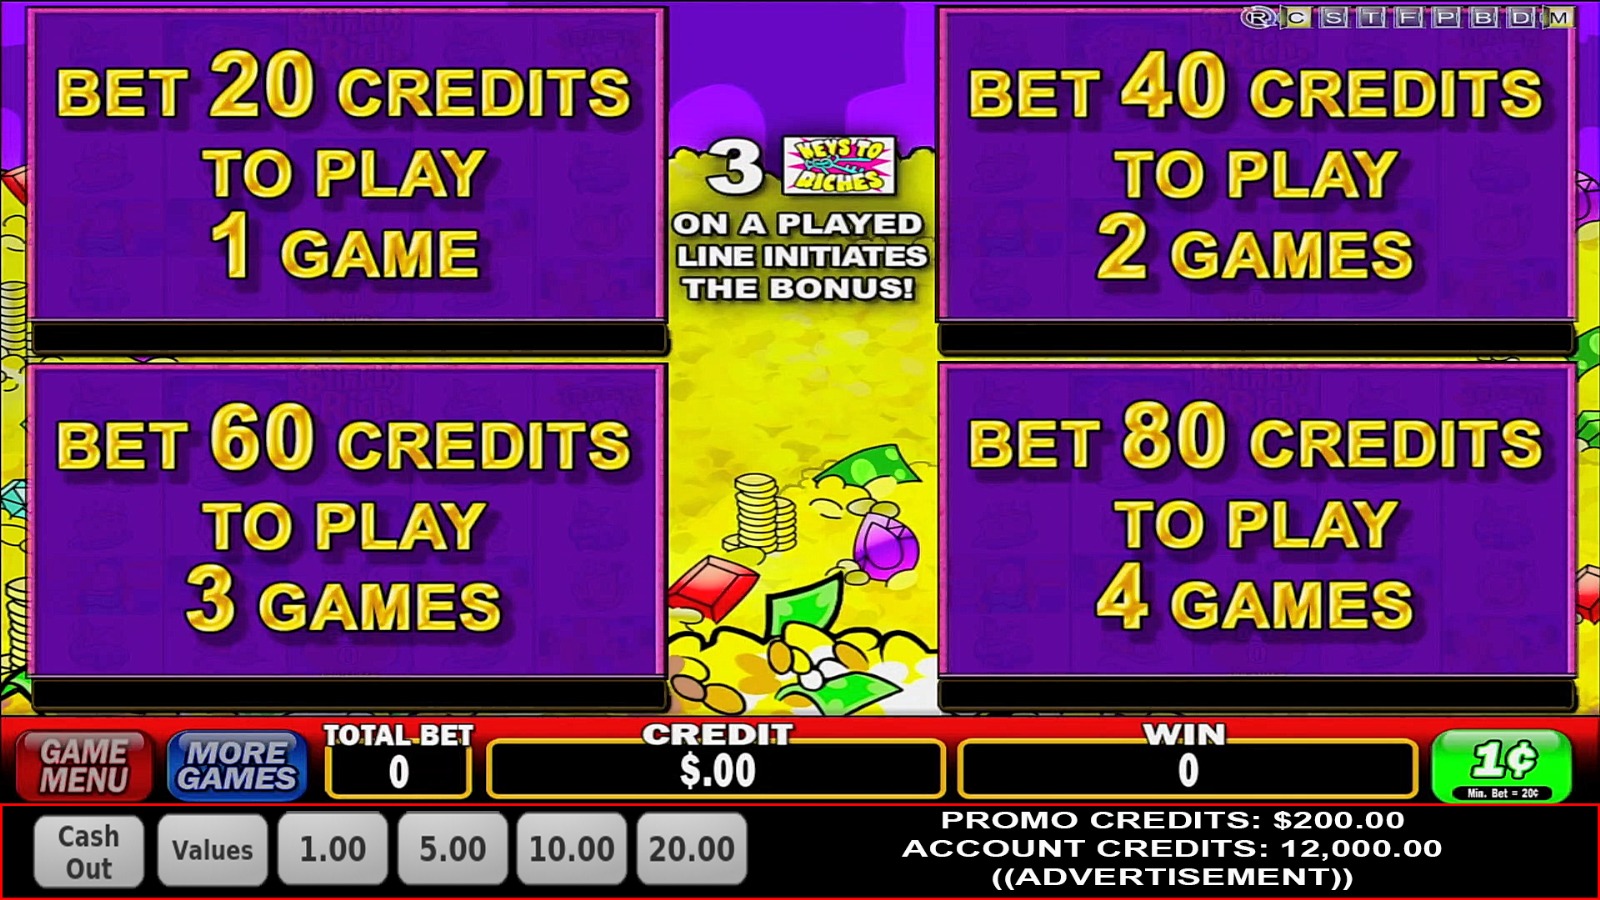 R C S T F P B D M
BET 20 CREDITS
TO PLAY
1 GAME
BET 40 CREDITS
TO PLAY
2 GAMES
3 KEYS TO
RICHES
ON A PLAYED
LINE INITIATES
THE BONUS!
BET 60 CREDITS
TO PLAY
3 GAMES
BET 80 CREDITS
TO PLAY
4 GAMES
GAME
MENU
MORE
GAMES
TOTAL BET
0
CREDIT
$.00
WIN
0
1¢
Min. Bet = 20¢
Cash
Out
Values
1.00
5.00
10.00
20.00
PROMO CREDITS: $200.00
ACCOUNT CREDITS: 12,000.00
((ADVERTISEMENT))